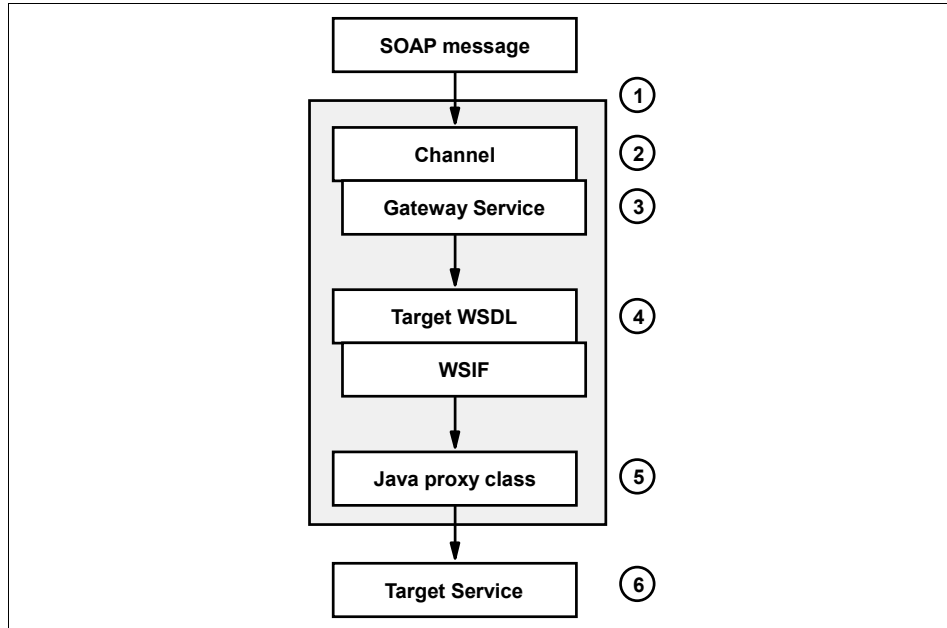 SOAP message
1
Channel
2
Gateway Service
3
Target WSDL
4
WSIF
Java proxy class
5
Target Service
6